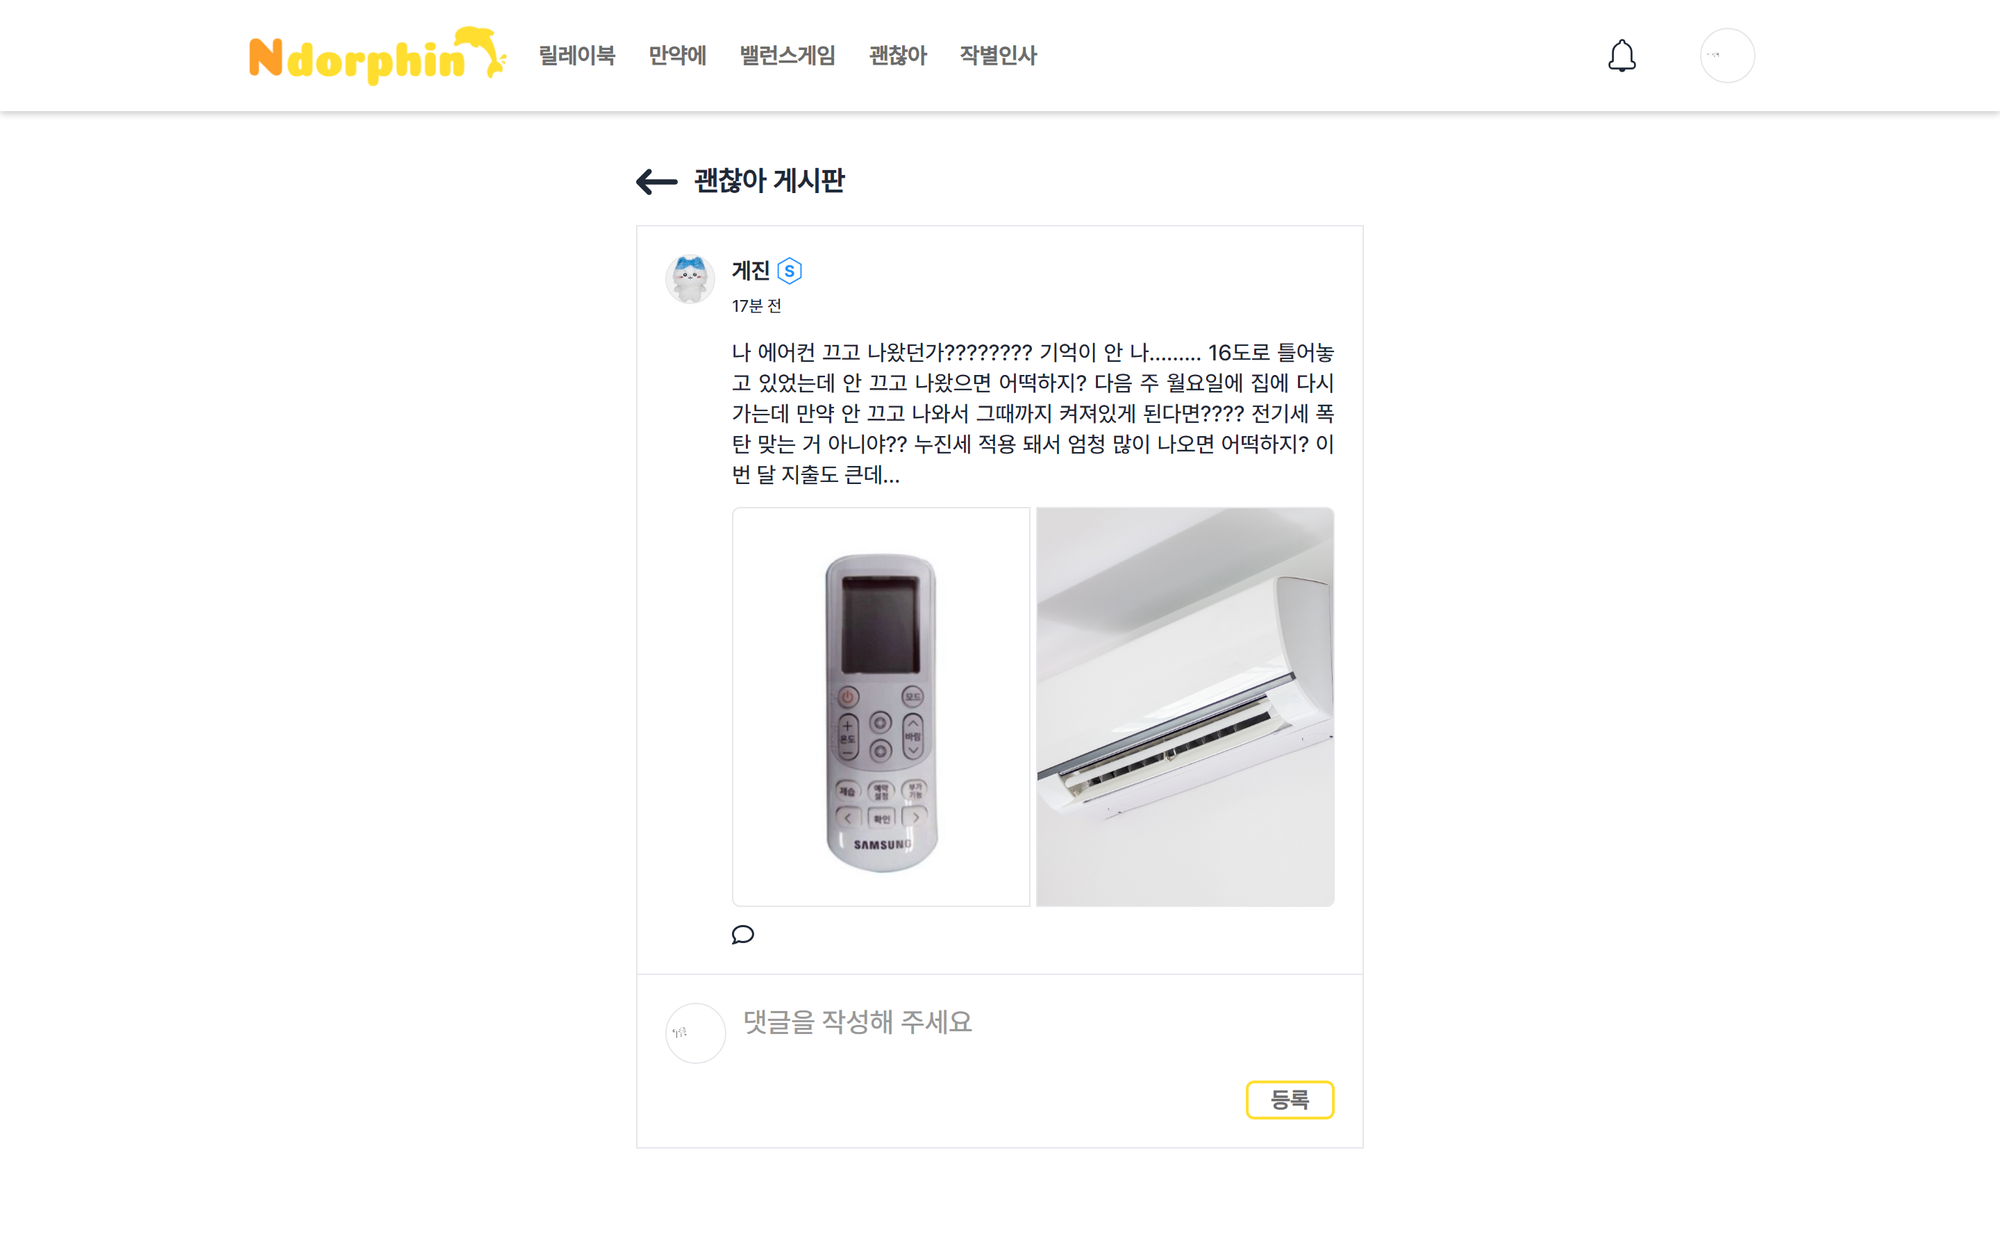 Ndorphin 릴레이북 만약에 밸런스게임 괜찮아 작별인사
괜찮아 게시판
게진 S
17분 전
나 에어컨 끄고 나왔던가???????? 기억이 안 나......... 16도로 틀어놓
고 있었는데 안 끄고 나왔으면 어떡하지? 다음 주 월요일에 집에 다시
가는데 만약 안 끄고 나와서 그때까지 켜져있게 된다면???? 전기세 폭
탄 맞는 거 아니야?? 누진세 적용 돼서 엄청 많이 나오면 어떡하지? 이
번 달 지출도 큰데...
모드
온도 바람
제습 예약 설정 부가 기능
확인
SAMSUNG
댓글을 작성해 주세요
등록